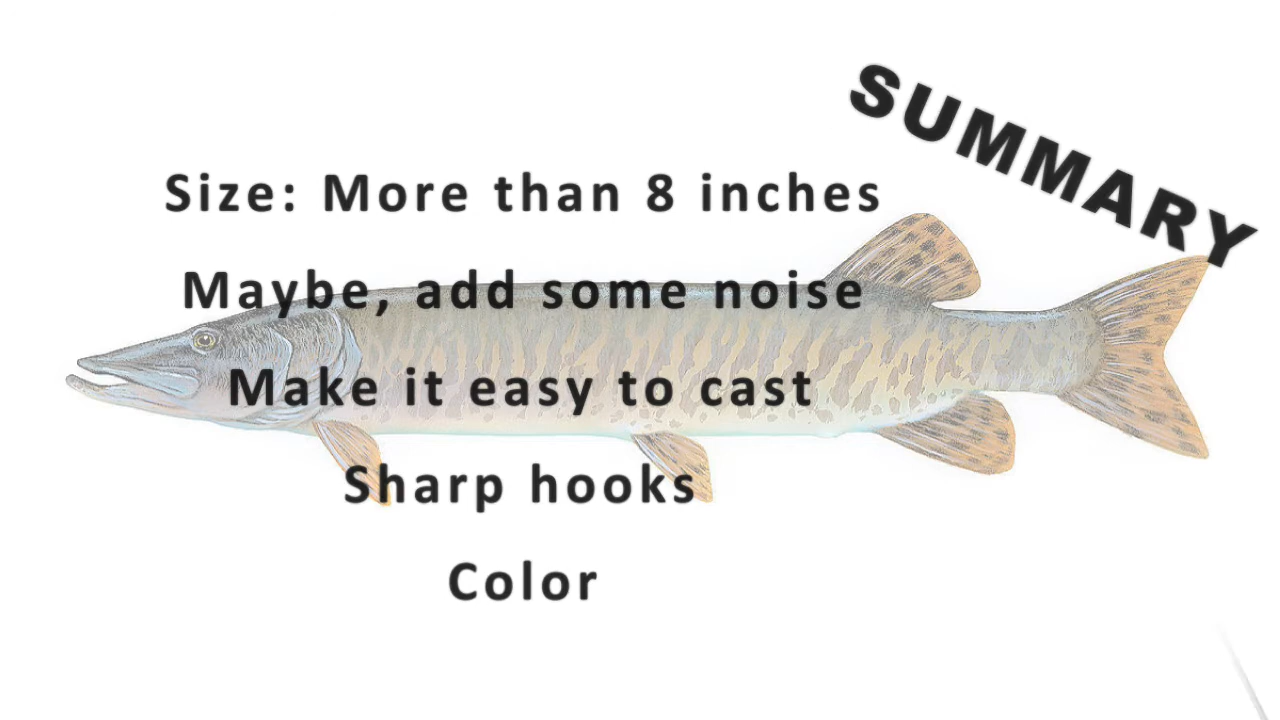 SUMMARY
Size: More than 8 inches
Maybe, add some noise
Make it easy to cast
Sharp hooks
Color